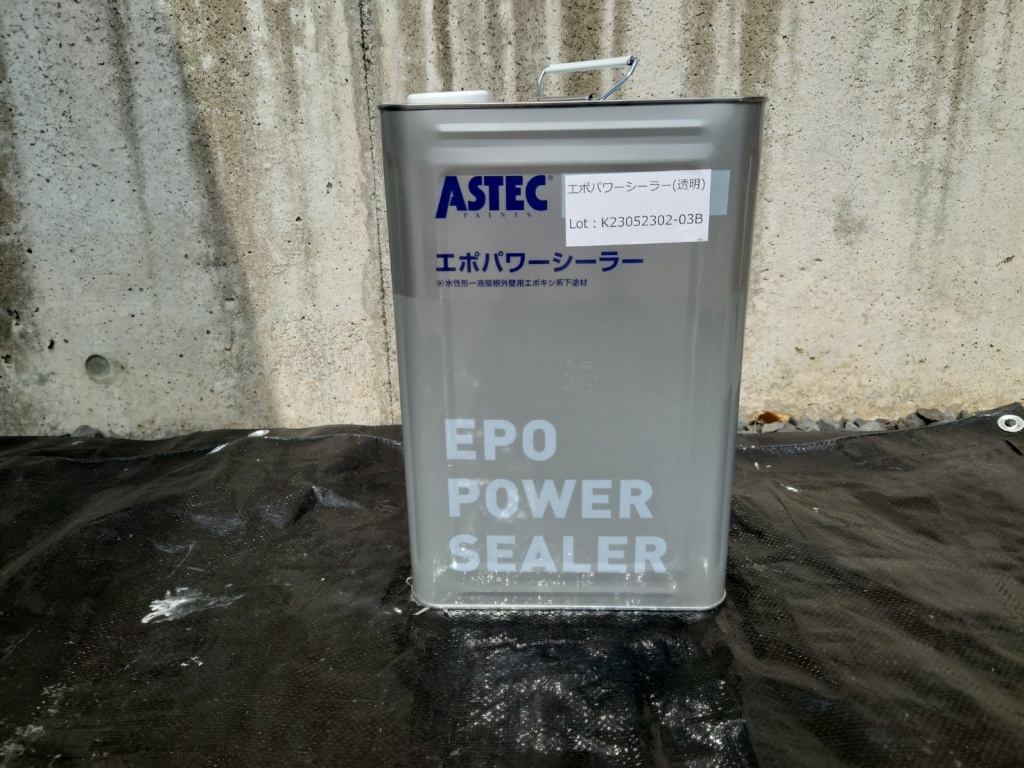 ASTEC®
PAINTS
エポパワーシーラー(透明)
Lot : K23052302-03B
エポパワーシーラー
水性形一液屋根外壁用エポキシ系下塗材
EPO
POWER
SEALER